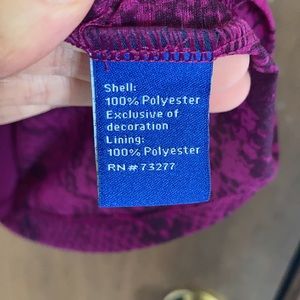 Shell:
100% Polyester
Exclusive of
decoration
Lining:
100% Polyester
RN# 73277